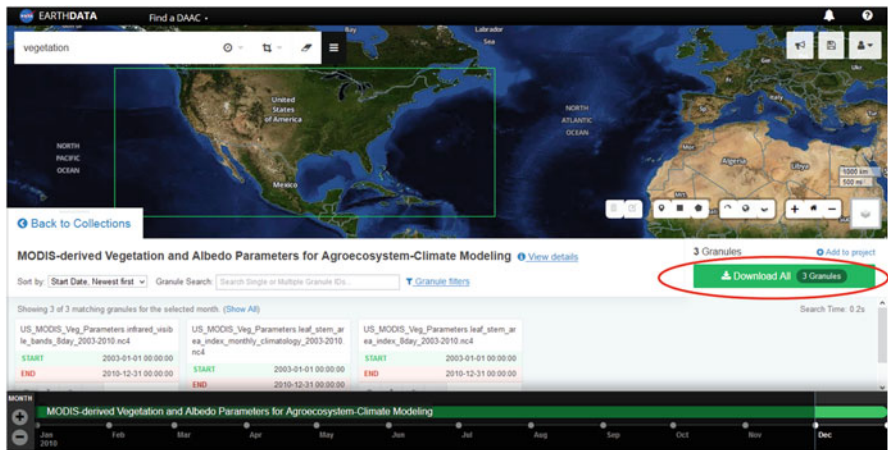 EARTHDATA Find a DAAC
vegetation
Bay
Labrador
Sea
United
States
of America
NORTH
PACIFIC
OCEAN
Mexico
NORTH
ATLANTIC
OCEAN
Ukr
Italy
Spain
Mor
Algeria
Libya
1000 km
500 mi
Back to Collections
MODIS-derived Vegetation and Albedo Parameters for Agroecosystem-Climate Modeling View details
3 Granules Add to project
Sort by: Start Date, Newest first Granule Search: Search Single or Multiple Granule IDs... Granule filters
Download All 3 Granules
Showing 3 of 3 matching granules for the selected month. (Show All)
Search Time: 0.2s
US_MODIS_Veg_Parameters.infrared_visib
le_bands_8day_2003-2010.nc4
START 2003-01-01 00:00:00
END 2010-12-31 00:00:00
US_MODIS_Veg_Parameters.leaf_stem_ar
ea_index_monthly_climatology_2003-2010.
nc4
START 2003-01-01 00:00:00
END 2010-12-31 00:00:00
US_MODIS_Veg_Parameters.leaf_stem_ar
ea_index_8day_2003-2010.nc4
START 2003-01-01 00:00:00
END 2010-12-31 00:00:00
MONTH
MODIS-derived Vegetation and Albedo Parameters for Agroecosystem-Climate Modeling
Jan Feb Mar Apr May Jun Jul Aug Sep Oct Nov Dec
2010